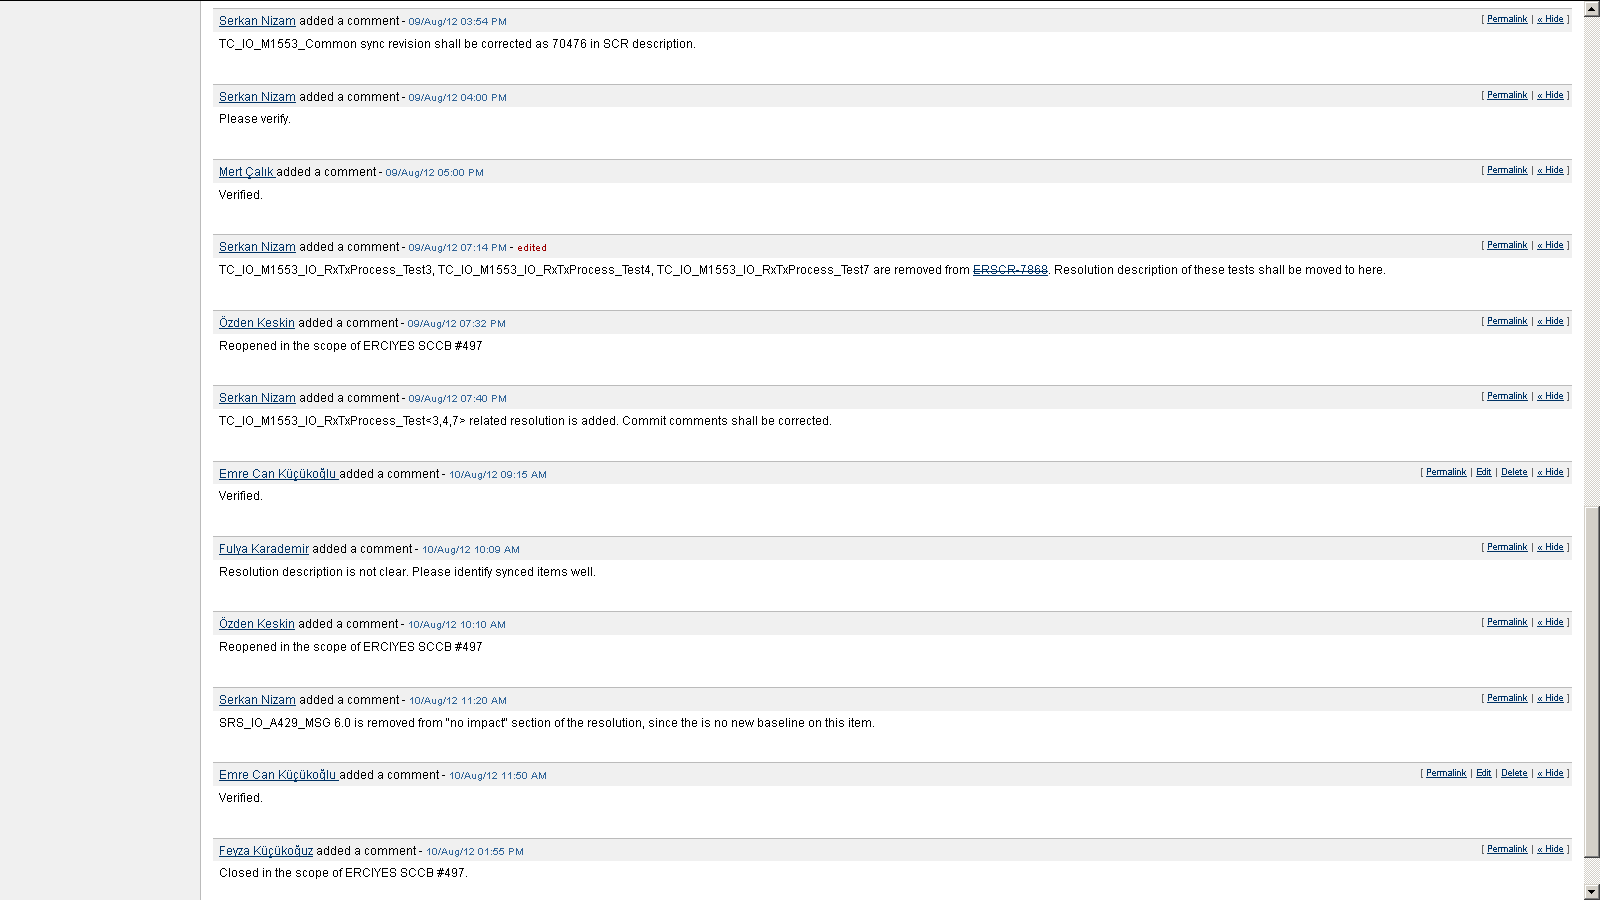 Serkan Nizam added a comment - 09/Aug/12 03:54 PM [ Permalink | « Hide ]
TC_IO_M1553_Common sync revision shall be corrected as 70476 in SCR description.
Serkan Nizam added a comment - 09/Aug/12 04:00 PM [ Permalink | « Hide ]
Please verify.
Mert Çalık added a comment - 09/Aug/12 05:00 PM [ Permalink | « Hide ]
Verified.
Serkan Nizam added a comment - 09/Aug/12 07:14 PM - edited [ Permalink | « Hide ]
TC_IO_M1553_IO_RxTxProcess_Test3, TC_IO_M1553_IO_RxTxProcess_Test4, TC_IO_M1553_IO_RxTxProcess_Test7 are removed from ERSCR-7868. Resolution description of these tests shall be moved to here.
Özden Keskin added a comment - 09/Aug/12 07:32 PM [ Permalink | « Hide ]
Reopened in the scope of ERCIYES SCCB #497
Serkan Nizam added a comment - 09/Aug/12 07:40 PM [ Permalink | « Hide ]
TC_IO_M1553_IO_RxTxProcess_Test<3,4,7> related resolution is added. Commit comments shall be corrected.
Emre Can Küçükoğlu added a comment - 10/Aug/12 09:15 AM [ Permalink | Edit | Delete | « Hide ]
Verified.
Fulya Karademir added a comment - 10/Aug/12 10:09 AM [ Permalink | « Hide ]
Resolution description is not clear. Please identify synced items well.
Özden Keskin added a comment - 10/Aug/12 10:10 AM [ Permalink | « Hide ]
Reopened in the scope of ERCIYES SCCB #497
Serkan Nizam added a comment - 10/Aug/12 11:20 AM [ Permalink | « Hide ]
SRS_IO_A429_MSG 6.0 is removed from "no impact" section of the resolution, since the is no new baseline on this item.
Emre Can Küçükoğlu added a comment - 10/Aug/12 11:50 AM [ Permalink | Edit | Delete | « Hide ]
Verified.
Feyza Küçükoğuz added a comment - 10/Aug/12 01:55 PM [ Permalink | « Hide ]
Closed in the scope of ERCIYES SCCB #497.